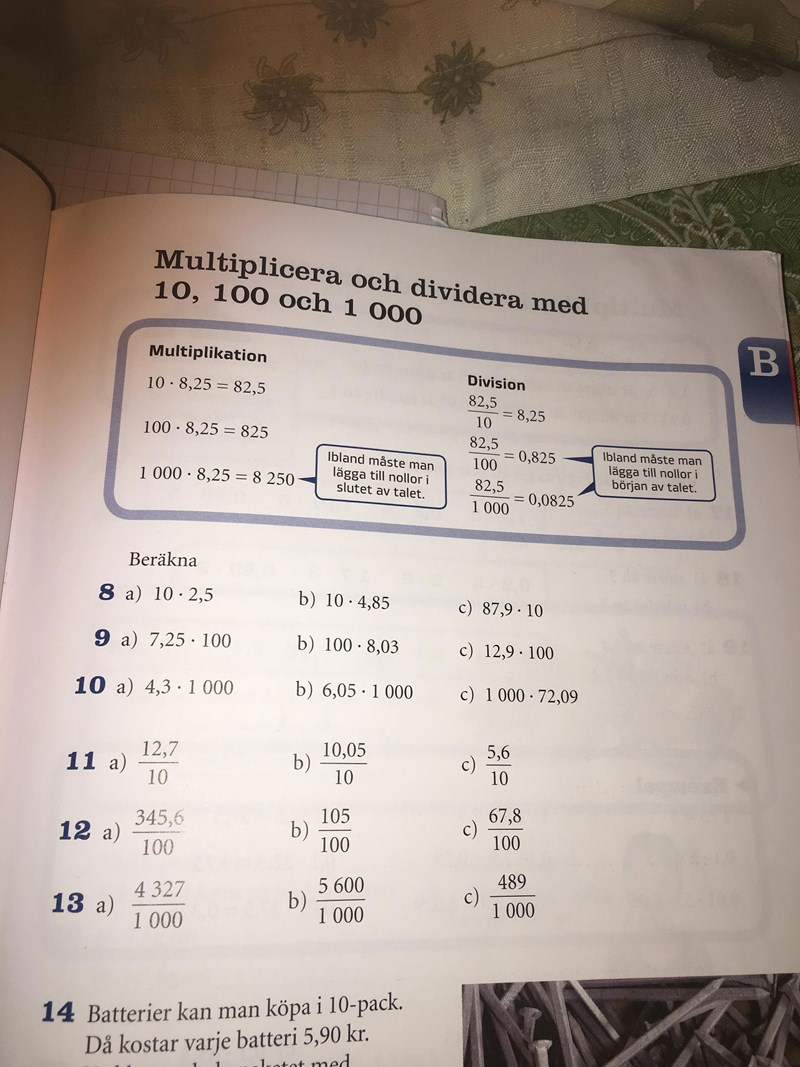 Multiplicera och dividera med
10, 100 och 1 000
B
Multiplikation
10 · 8,25 = 82,5
100 · 8,25 = 825
1 000 · 8,25 = 8 250
Ibland måste man
lägga till nollor i
slutet av talet.
Division
82,5/10 = 8,25
82,5/100 = 0,825
82,5/1 000 = 0,0825
Ibland måste man
lägga till nollor i
början av talet.
Beräkna
8 a) 10 · 2,5 b) 10 · 4,85 c) 87,9 · 10
9 a) 7,25 · 100 b) 100 · 8,03 c) 12,9 · 100
10 a) 4,3 · 1 000 b) 6,05 · 1 000 c) 1 000 · 72,09
11 a) 12,7/10 b) 10,05/10 c) 5,6/10
12 a) 345,6/100 b) 105/100 c) 67,8/100
13 a) 4 327/1 000 b) 5 600/1 000 c) 489/1 000
14 Batterier kan man köpa i 10-pack.
Då kostar varje batteri 5,90 kr.